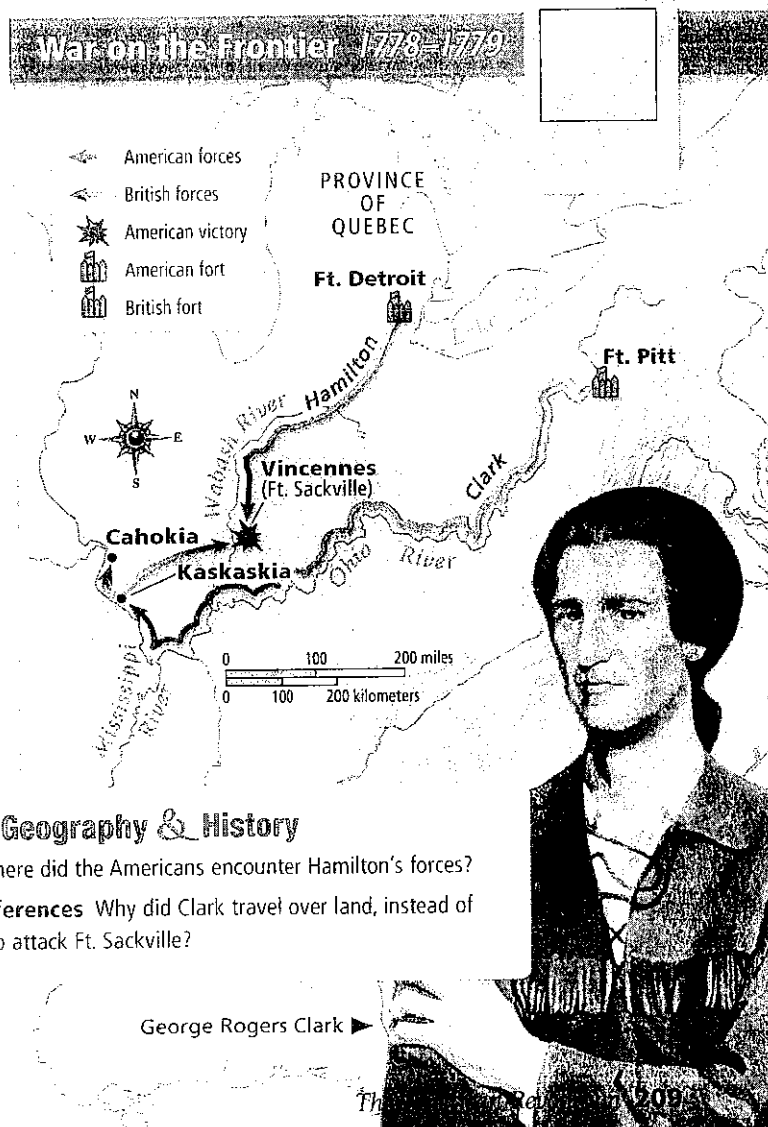 War on the Frontier 1778–1779
American forces
British forces
American victory
American fort
British fort
PROVINCE
OF
QUEBEC
Ft. Detroit
Ft. Pitt
Hamilton
Wabash River
N
W E
S
Vincennes
(Ft. Sackville)
Clark
Cahokia
Kaskaskia
Ohio River
0 100 200 miles
0 100 200 kilometers
Mississippi
River
Geography & History
here did the Americans encounter Hamilton's forces?
ferences Why did Clark travel over land, instead of
o attack Ft. Sackville?
George Rogers Clark ►
209